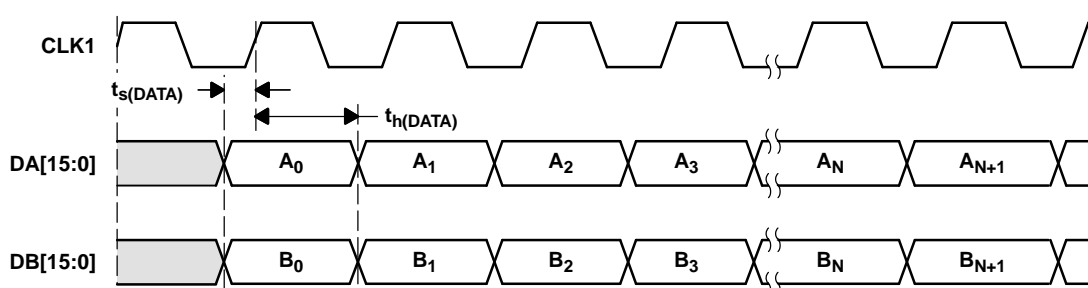 CLK1
ts(DATA)
th(DATA)
DA[15:0] A0 A1 A2 A3 AN AN+1
DB[15:0] B0 B1 B2 B3 BN BN+1